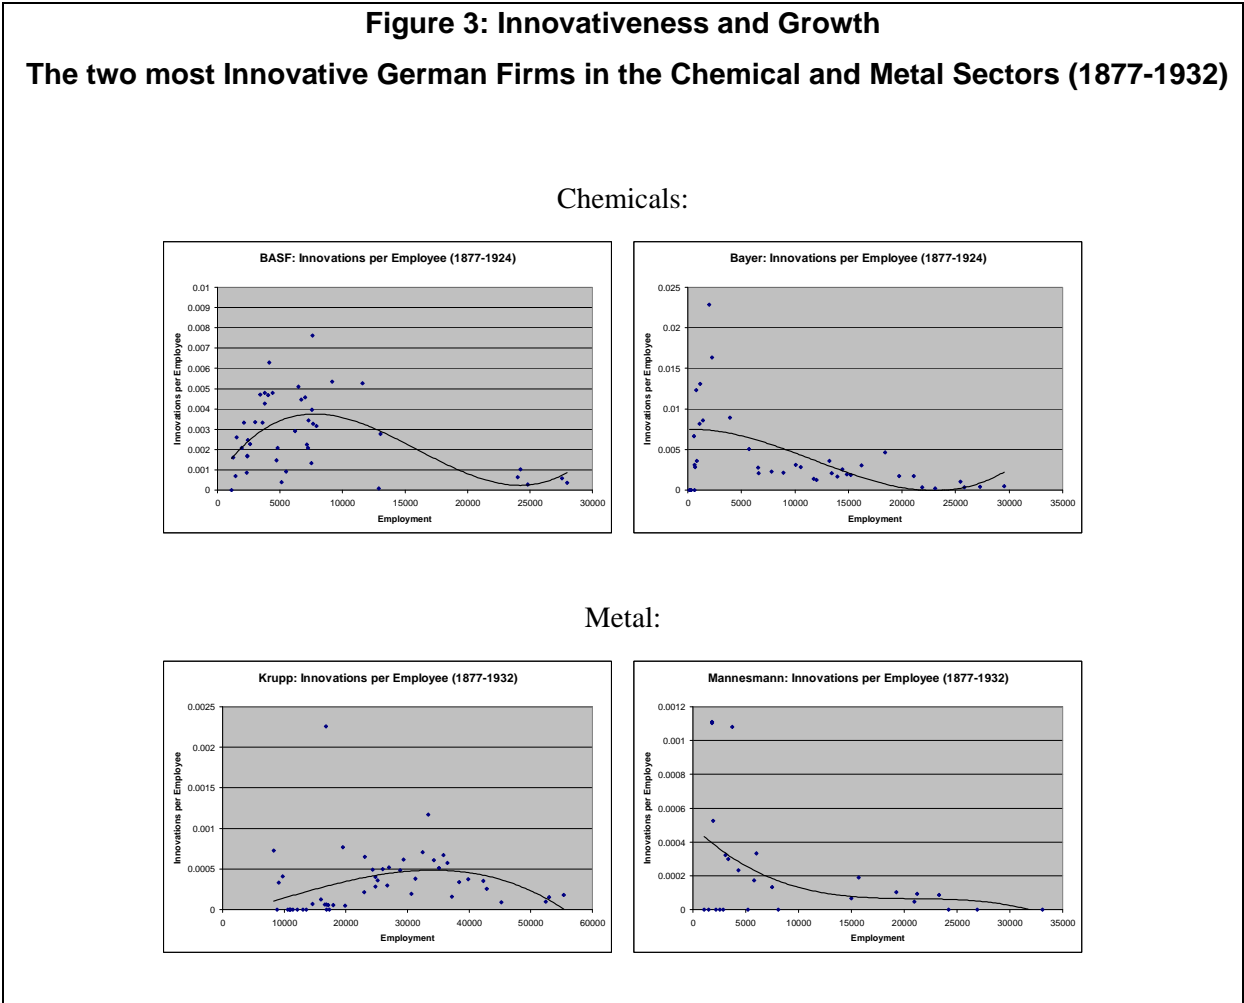 Figure 3: Innovativeness and Growth
The two most Innovative German Firms in the Chemical and Metal Sectors (1877-1932)
Chemicals:
BASF: Innovations per Employee (1877-1924)
Innovations per Employee
0.01
0.009
0.008
0.007
0.006
0.005
0.004
0.003
0.002
0.001
0
0 5000 10000 15000 20000 25000 30000
Employment
Bayer: Innovations per Employee (1877-1924)
Innovations per Employee
0.025
0.02
0.015
0.01
0.005
0
0 5000 10000 15000 20000 25000 30000 35000
Employment
Metal:
Krupp: Innovations per Employee (1877-1932)
Innovations per Employee
0.0025
0.002
0.0015
0.001
0.0005
0
0 10000 20000 30000 40000 50000 60000
Employment
Mannesmann: Innovations per Employee (1877-1932)
Innovations per Employee
0.0012
0.001
0.0008
0.0006
0.0004
0.0002
0
0 5000 10000 15000 20000 25000 30000 35000
Employment